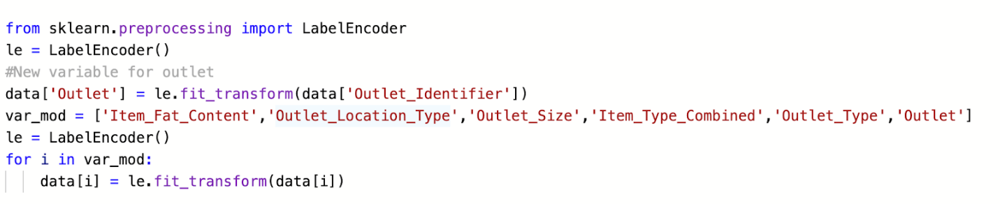 from sklearn.preprocessing import LabelEncoder
le = LabelEncoder()
#New variable for outlet
data['Outlet'] = le.fit_transform(data['Outlet_Identifier'])
var_mod = ['Item_Fat_Content','Outlet_Location_Type','Outlet_Size','Item_Type_Combined','Outlet_Type','Outlet']
le = LabelEncoder()
for i in var_mod:
    data[i] = le.fit_transform(data[i])